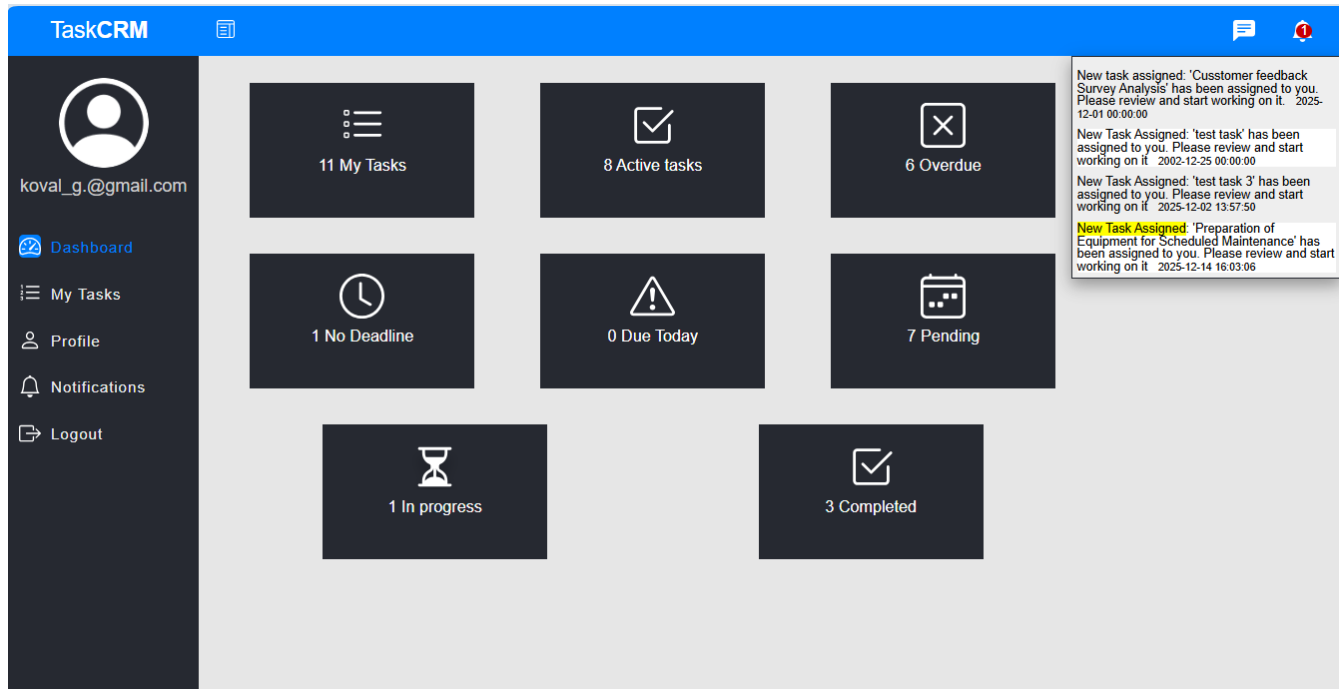 TaskCRM
1
New task assigned: 'Cusstomer feedback
Survey Analysis' has been assigned to you.
Please review and start working on it. 2025-
12-01 00:00:00
New Task Assigned: 'test task' has been
assigned to you. Please review and start
working on it 2002-12-25 00:00:00
New Task Assigned: 'test task 3' has been
assigned to you. Please review and start
working on it 2025-12-02 13:57:50
New Task Assigned: 'Preparation of
Equipment for Scheduled Maintenance' has
been assigned to you. Please review and start
working on it 2025-12-14 16:03:06
koval_g.@gmail.com
Dashboard
My Tasks
Profile
Notifications
Logout
11 My Tasks
8 Active tasks
6 Overdue
1 No Deadline
0 Due Today
7 Pending
1 In progress
3 Completed